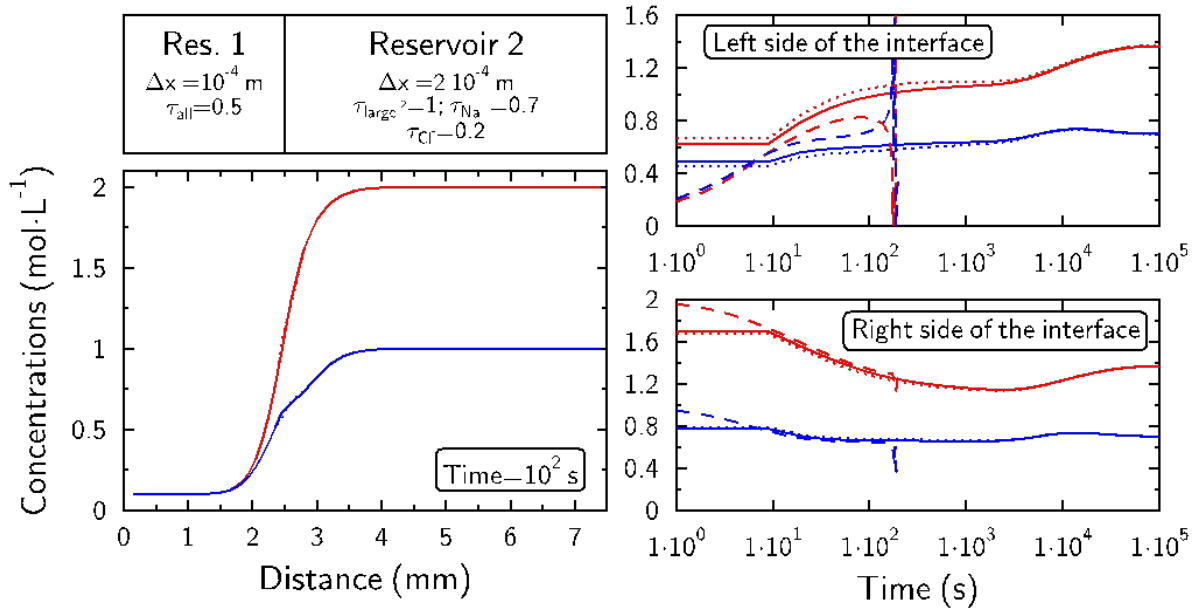 Res. 1
Δx=10⁻⁴ m
τall=0.5
Reservoir 2
Δx=2 10⁻⁴ m
τlarge²⁻=1; τNa⁺=0.7
τCl⁻=0.2
Concentrations (mol·L⁻¹)
2
1.5
1
0.5
0
Time=10² s
0 1 2 3 4 5 6 7
Distance (mm)
1.6
1.2
0.8
0.4
0
Left side of the interface
1·10⁰ 1·10¹ 1·10² 1·10³ 1·10⁴ 1·10⁵
2
1.6
1.2
0.8
0.4
0
Right side of the interface
1·10⁰ 1·10¹ 1·10² 1·10³ 1·10⁴ 1·10⁵
Time (s)